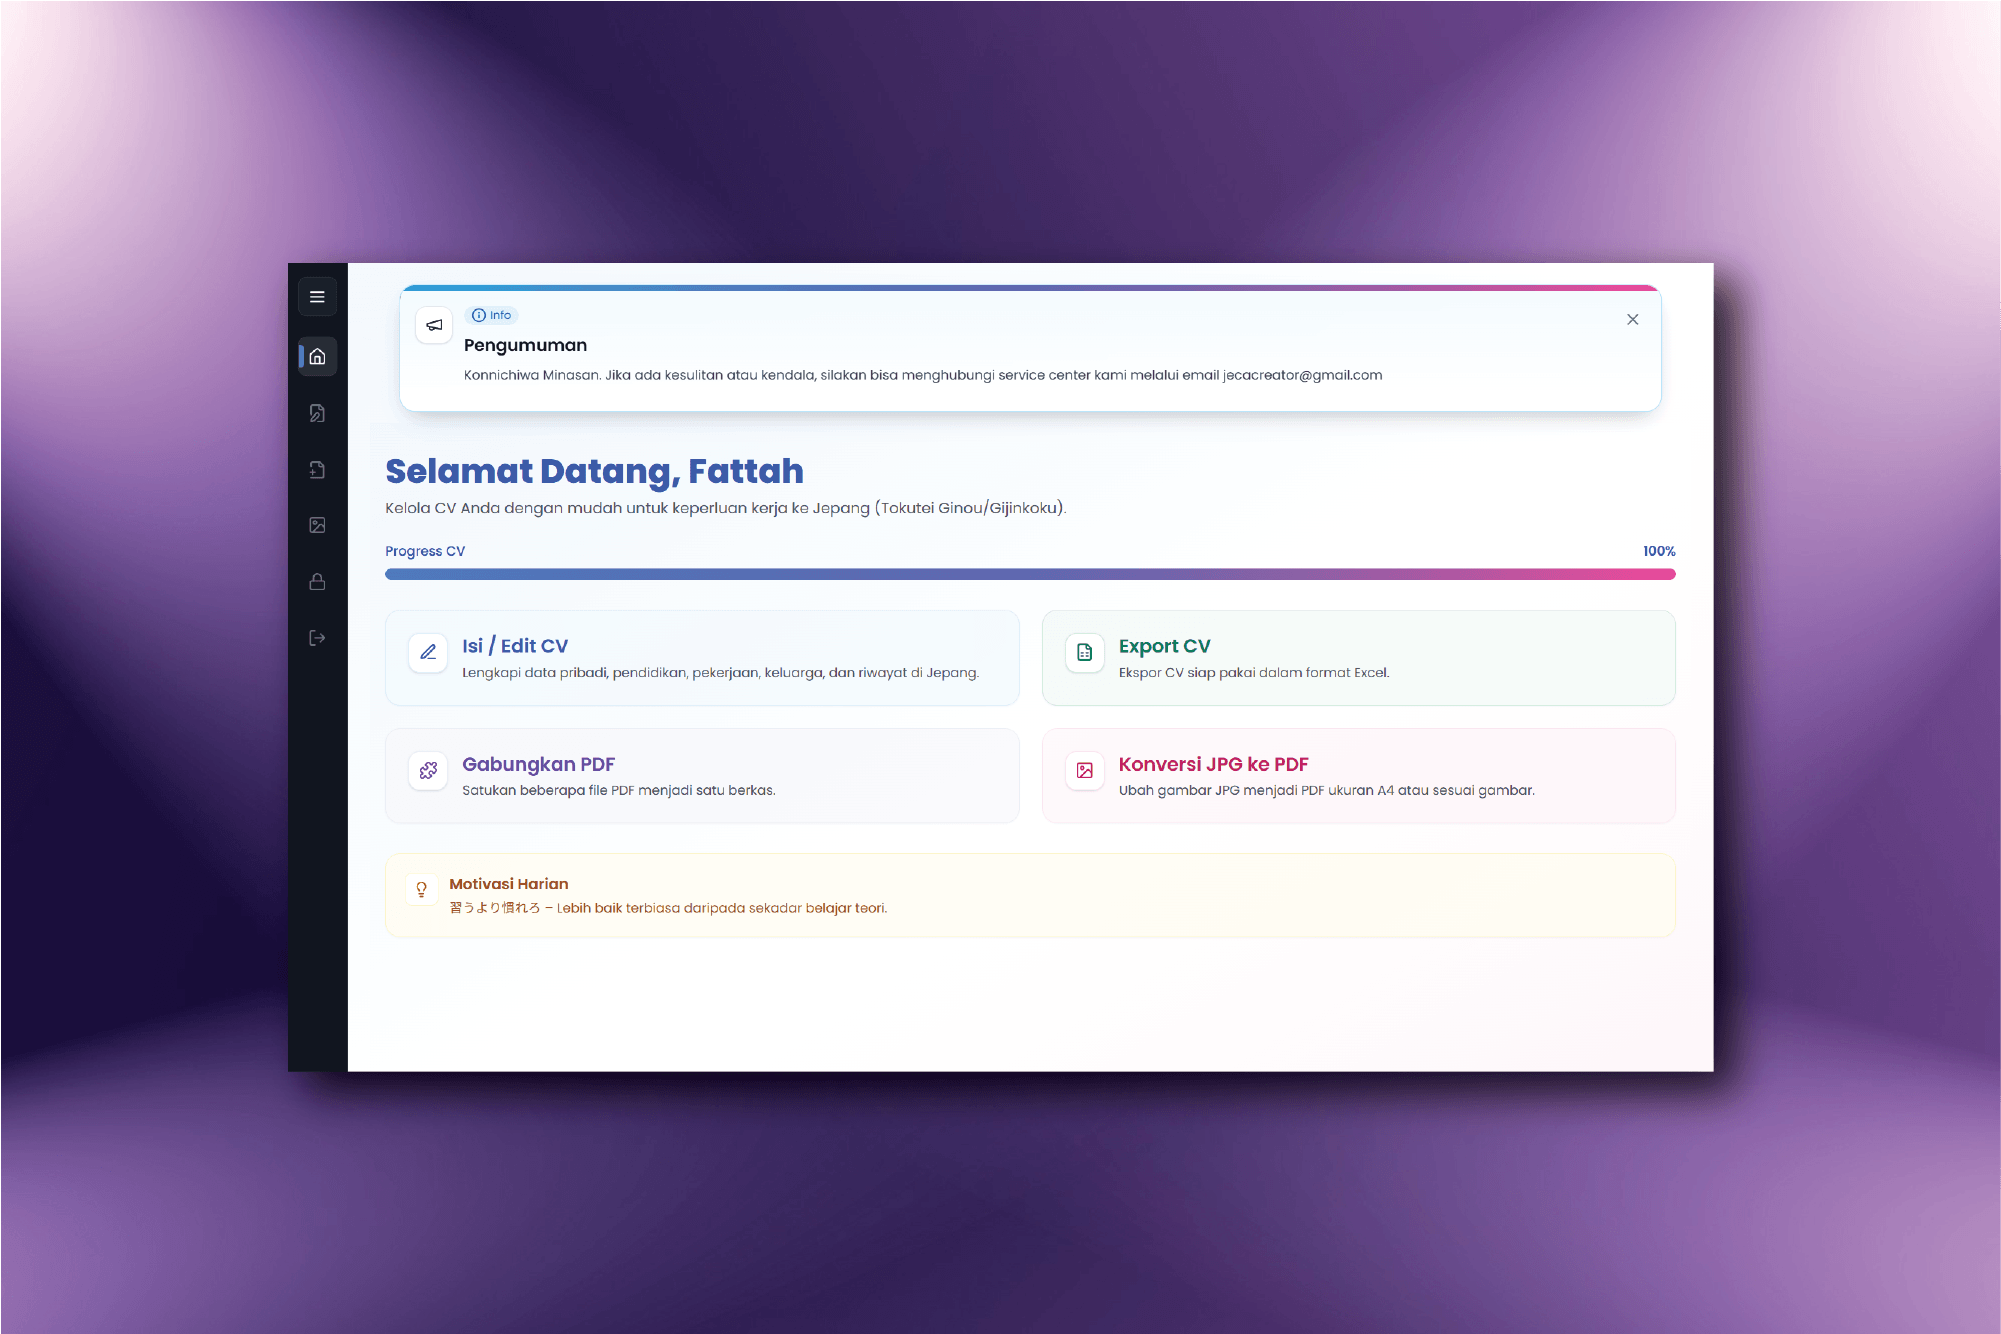 Info
Pengumuman
Konnichiwa Minasan. Jika ada kesulitan atau kendala, silakan bisa menghubungi service center kami melalui email jecacreator@gmail.com
Selamat Datang, Fattah
Kelola CV Anda dengan mudah untuk keperluan kerja ke Jepang (Tokutei Ginou/Gijinkoku).
Progress CV
100%
Isi / Edit CV
Lengkapi data pribadi, pendidikan, pekerjaan, keluarga, dan riwayat di Jepang.
Export CV
Ekspor CV siap pakai dalam format Excel.
Gabungkan PDF
Satukan beberapa file PDF menjadi satu berkas.
Konversi JPG ke PDF
Ubah gambar JPG menjadi PDF ukuran A4 atau sesuai gambar.
Motivasi Harian
習うより慣れろ – Lebih baik terbiasa daripada sekadar belajar teori.